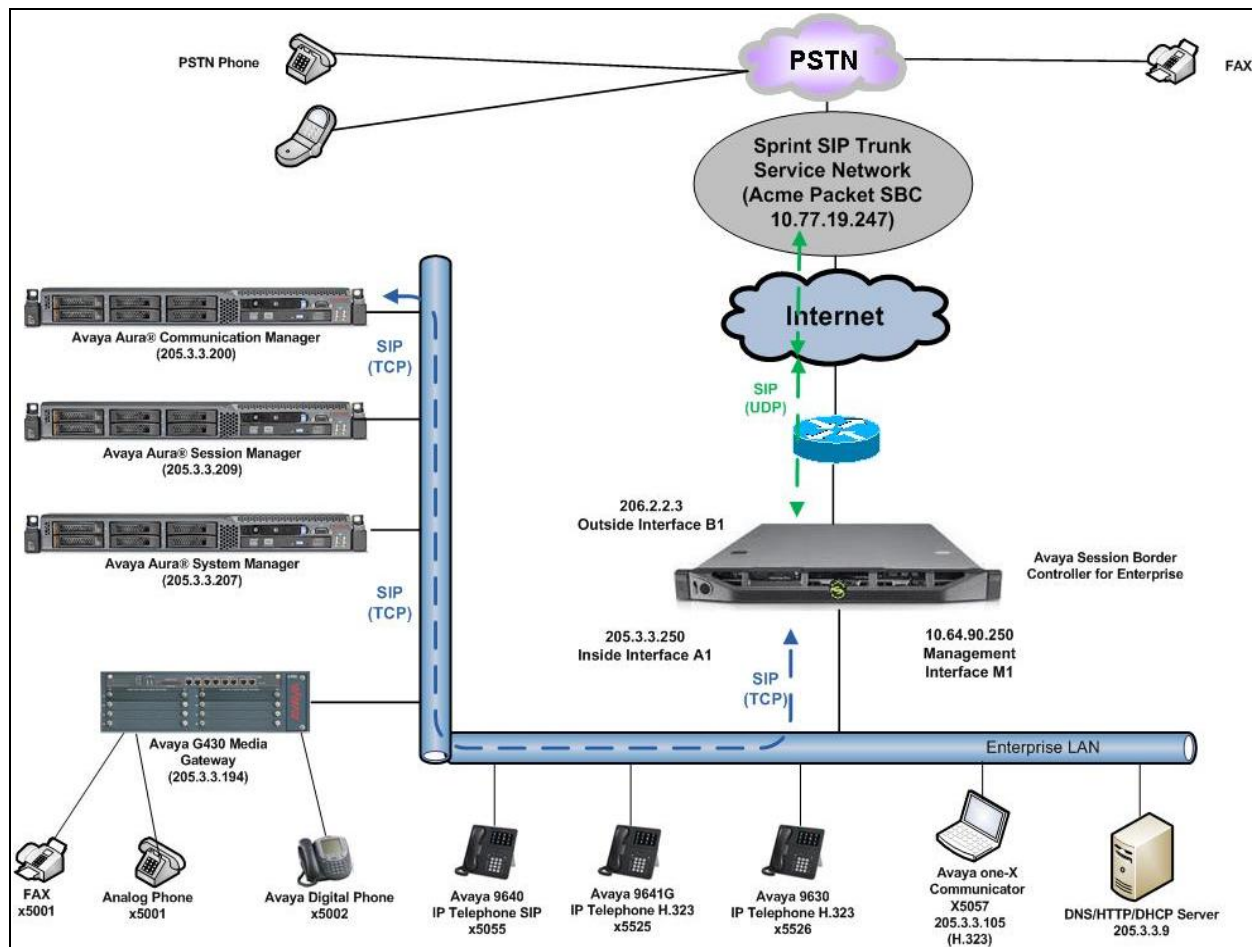 PSTN Phone
PSTN
FAX
Sprint SIP Trunk
Service Network
(Acme Packet SBC
10.77.19.247)
Internet
Avaya Aura® Communication Manager
(205.3.3.200)
SIP
(TCP)
SIP
(UDP)
Avaya Aura® Session Manager
(205.3.3.209)
206.2.2.3
Outside Interface B1
Avaya Aura® System Manager
(205.3.3.207)
Avaya Session Border
Controller for Enterprise
SIP
(TCP)
205.3.3.250
Inside Interface A1
10.64.90.250
Management
Interface M1
SIP
(TCP)
Avaya G430 Media
Gateway
(205.3.3.194)
Enterprise LAN
FAX
x5001
Analog Phone
x5001
Avaya Digital Phone
x5002
Avaya 9640
IP Telephone SIP
x5055
Avaya 9641G
IP Telephone H.323
x5525
Avaya 9630
IP Telephone H.323
x5526
Avaya one-X
Communicator
X5057
205.3.3.105
(H.323)
DNS/HTTP/DHCP Server
205.3.3.9